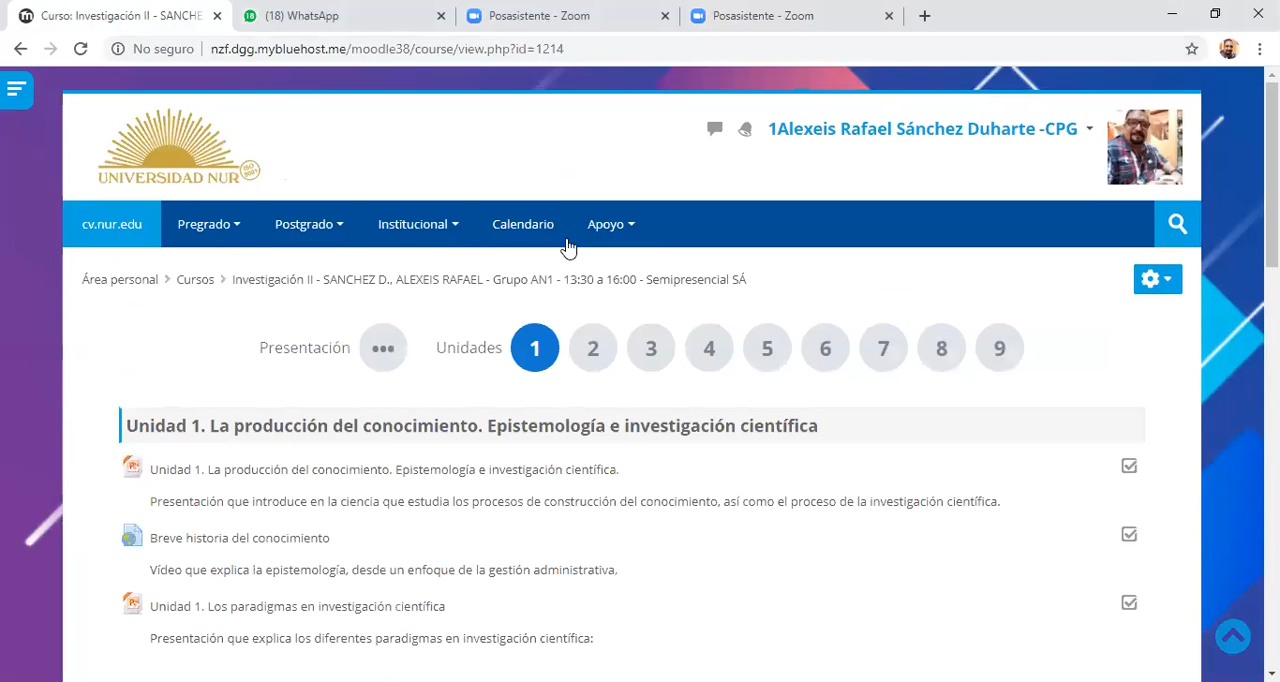 Curso: Investigación II - SANCHE
(18) WhatsApp
Posasistente - Zoom
Posasistente - Zoom
No seguro
nzf.dgg.mybluehost.me/moodle38/course/view.php?id=1214
UNIVERSIDAD NUR
1Alexeis Rafael Sánchez Duharte -CPG
cv.nur.edu
Pregrado
Postgrado
Institucional
Calendario
Apoyo
Área personal
Cursos
Investigación II - SANCHEZ D., ALEXEIS RAFAEL - Grupo AN1 - 13:30 a 16:00 - Semipresencial SÁ
Presentación
Unidades
1
2
3
4
5
6
7
8
9
Unidad 1. La producción del conocimiento. Epistemología e investigación científica
Unidad 1. La producción del conocimiento. Epistemología e investigación científica.
Presentación que introduce en la ciencia que estudia los procesos de construcción del conocimiento, así como el proceso de la investigación científica.
Breve historia del conocimiento
Vídeo que explica la epistemología, desde un enfoque de la gestión administrativa,
Unidad 1. Los paradigmas en investigación científica
Presentación que explica los diferentes paradigmas en investigación científica: